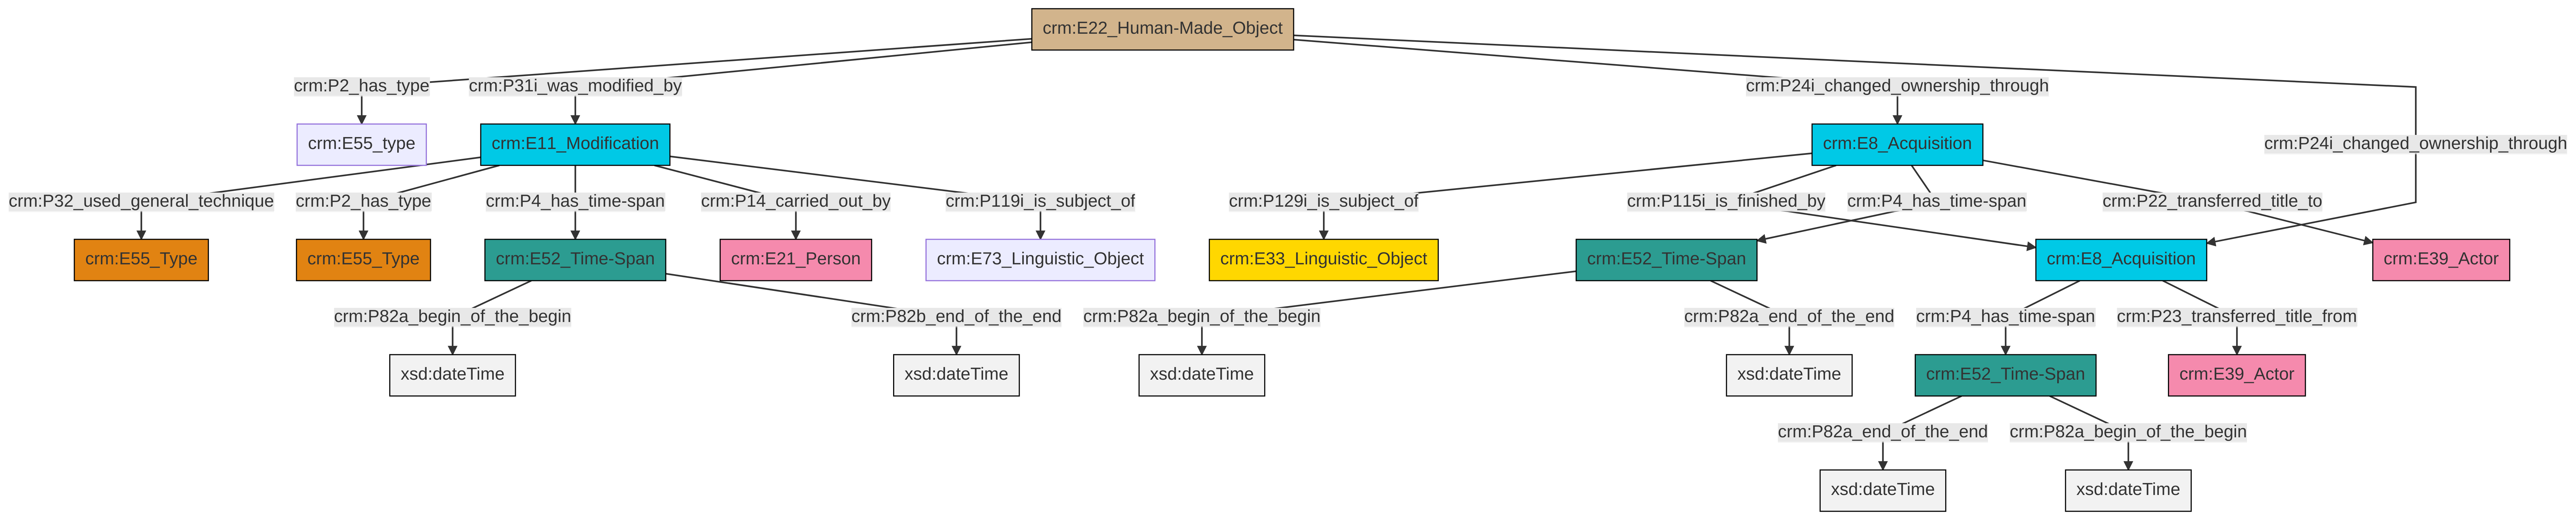 crm:E22_Human-Made_Object
crm:P2_has_type
crm:P31i_was_modified_by
crm:P24i_changed_ownership_through
crm:E55_type
crm:E11_Modification
crm:E8_Acquisition
crm:P24i_changed_ownership_through
crm:P32_used_general_technique
crm:P2_has_type
crm:P4_has_time-span
crm:P14_carried_out_by
crm:P119i_is_subject_of
crm:P129i_is_subject_of
crm:P115i_is_finished_by
crm:P4_has_time-span
crm:P22_transferred_title_to
crm:E55_Type
crm:E55_Type
crm:E52_Time-Span
crm:E21_Person
crm:E73_Linguistic_Object
crm:E33_Linguistic_Object
crm:E52_Time-Span
crm:E8_Acquisition
crm:E39_Actor
crm:P82a_begin_of_the_begin
crm:P82b_end_of_the_end
crm:P82a_begin_of_the_begin
crm:P82a_end_of_the_end
crm:P4_has_time-span
crm:P23_transferred_title_from
xsd:dateTime
xsd:dateTime
xsd:dateTime
xsd:dateTime
crm:E52_Time-Span
crm:E39_Actor
crm:P82a_end_of_the_end
crm:P82a_begin_of_the_begin
xsd:dateTime
xsd:dateTime